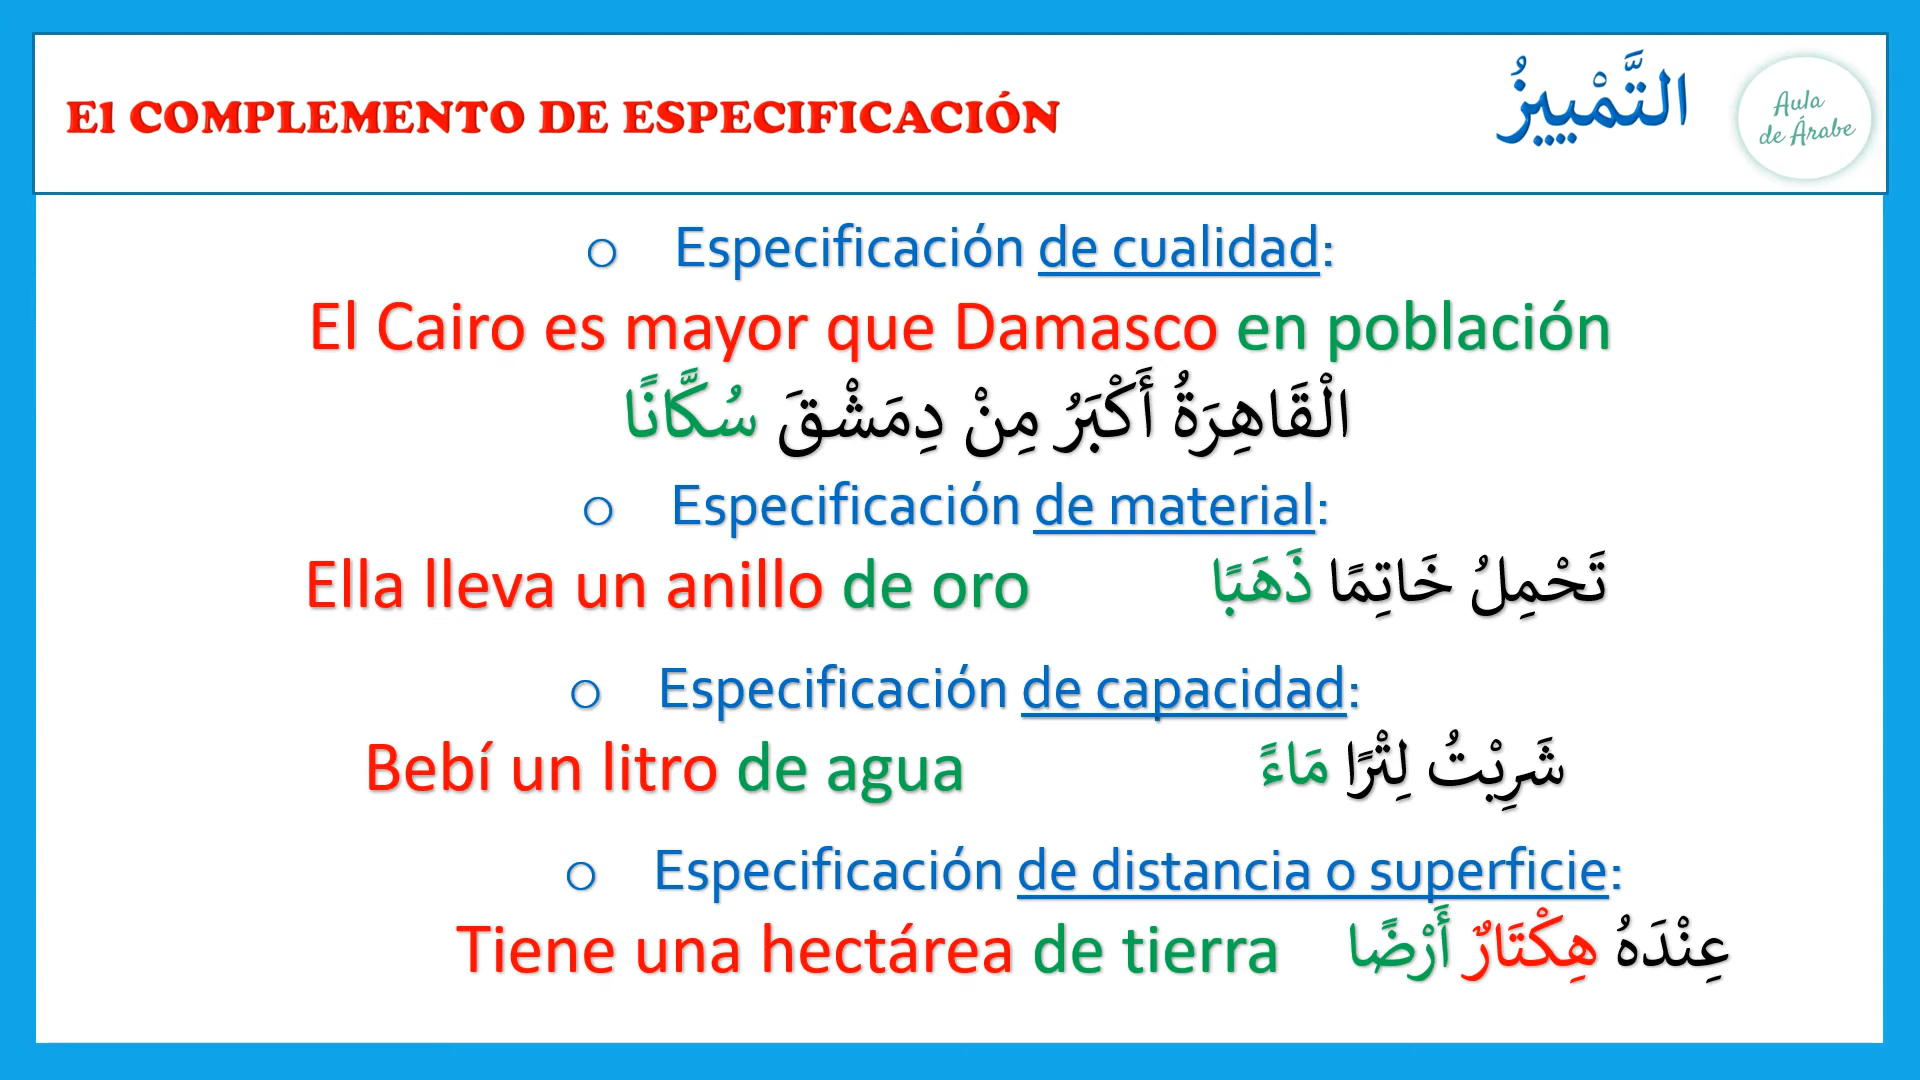 El COMPLEMENTO DE ESPECIFICACIÓN
التَّمْيِيزُ
Aula
de Árabe
o Especificación de cualidad:
El Cairo es mayor que Damasco en población
الْقَاهِرَةُ أَكْبَرُ مِنْ دِمَشْقَ سُكَّانًا
o Especificación de material:
Ella lleva un anillo de oro تَحْمِلُ خَاتِمًا ذَهَبًا
o Especificación de capacidad:
Bebí un litro de agua شَرِبْتُ لِتْرًا مَاءً
o Especificación de distancia o superficie:
Tiene una hectárea de tierra عِنْدَهُ هِكْتَارٌ أَرْضًا